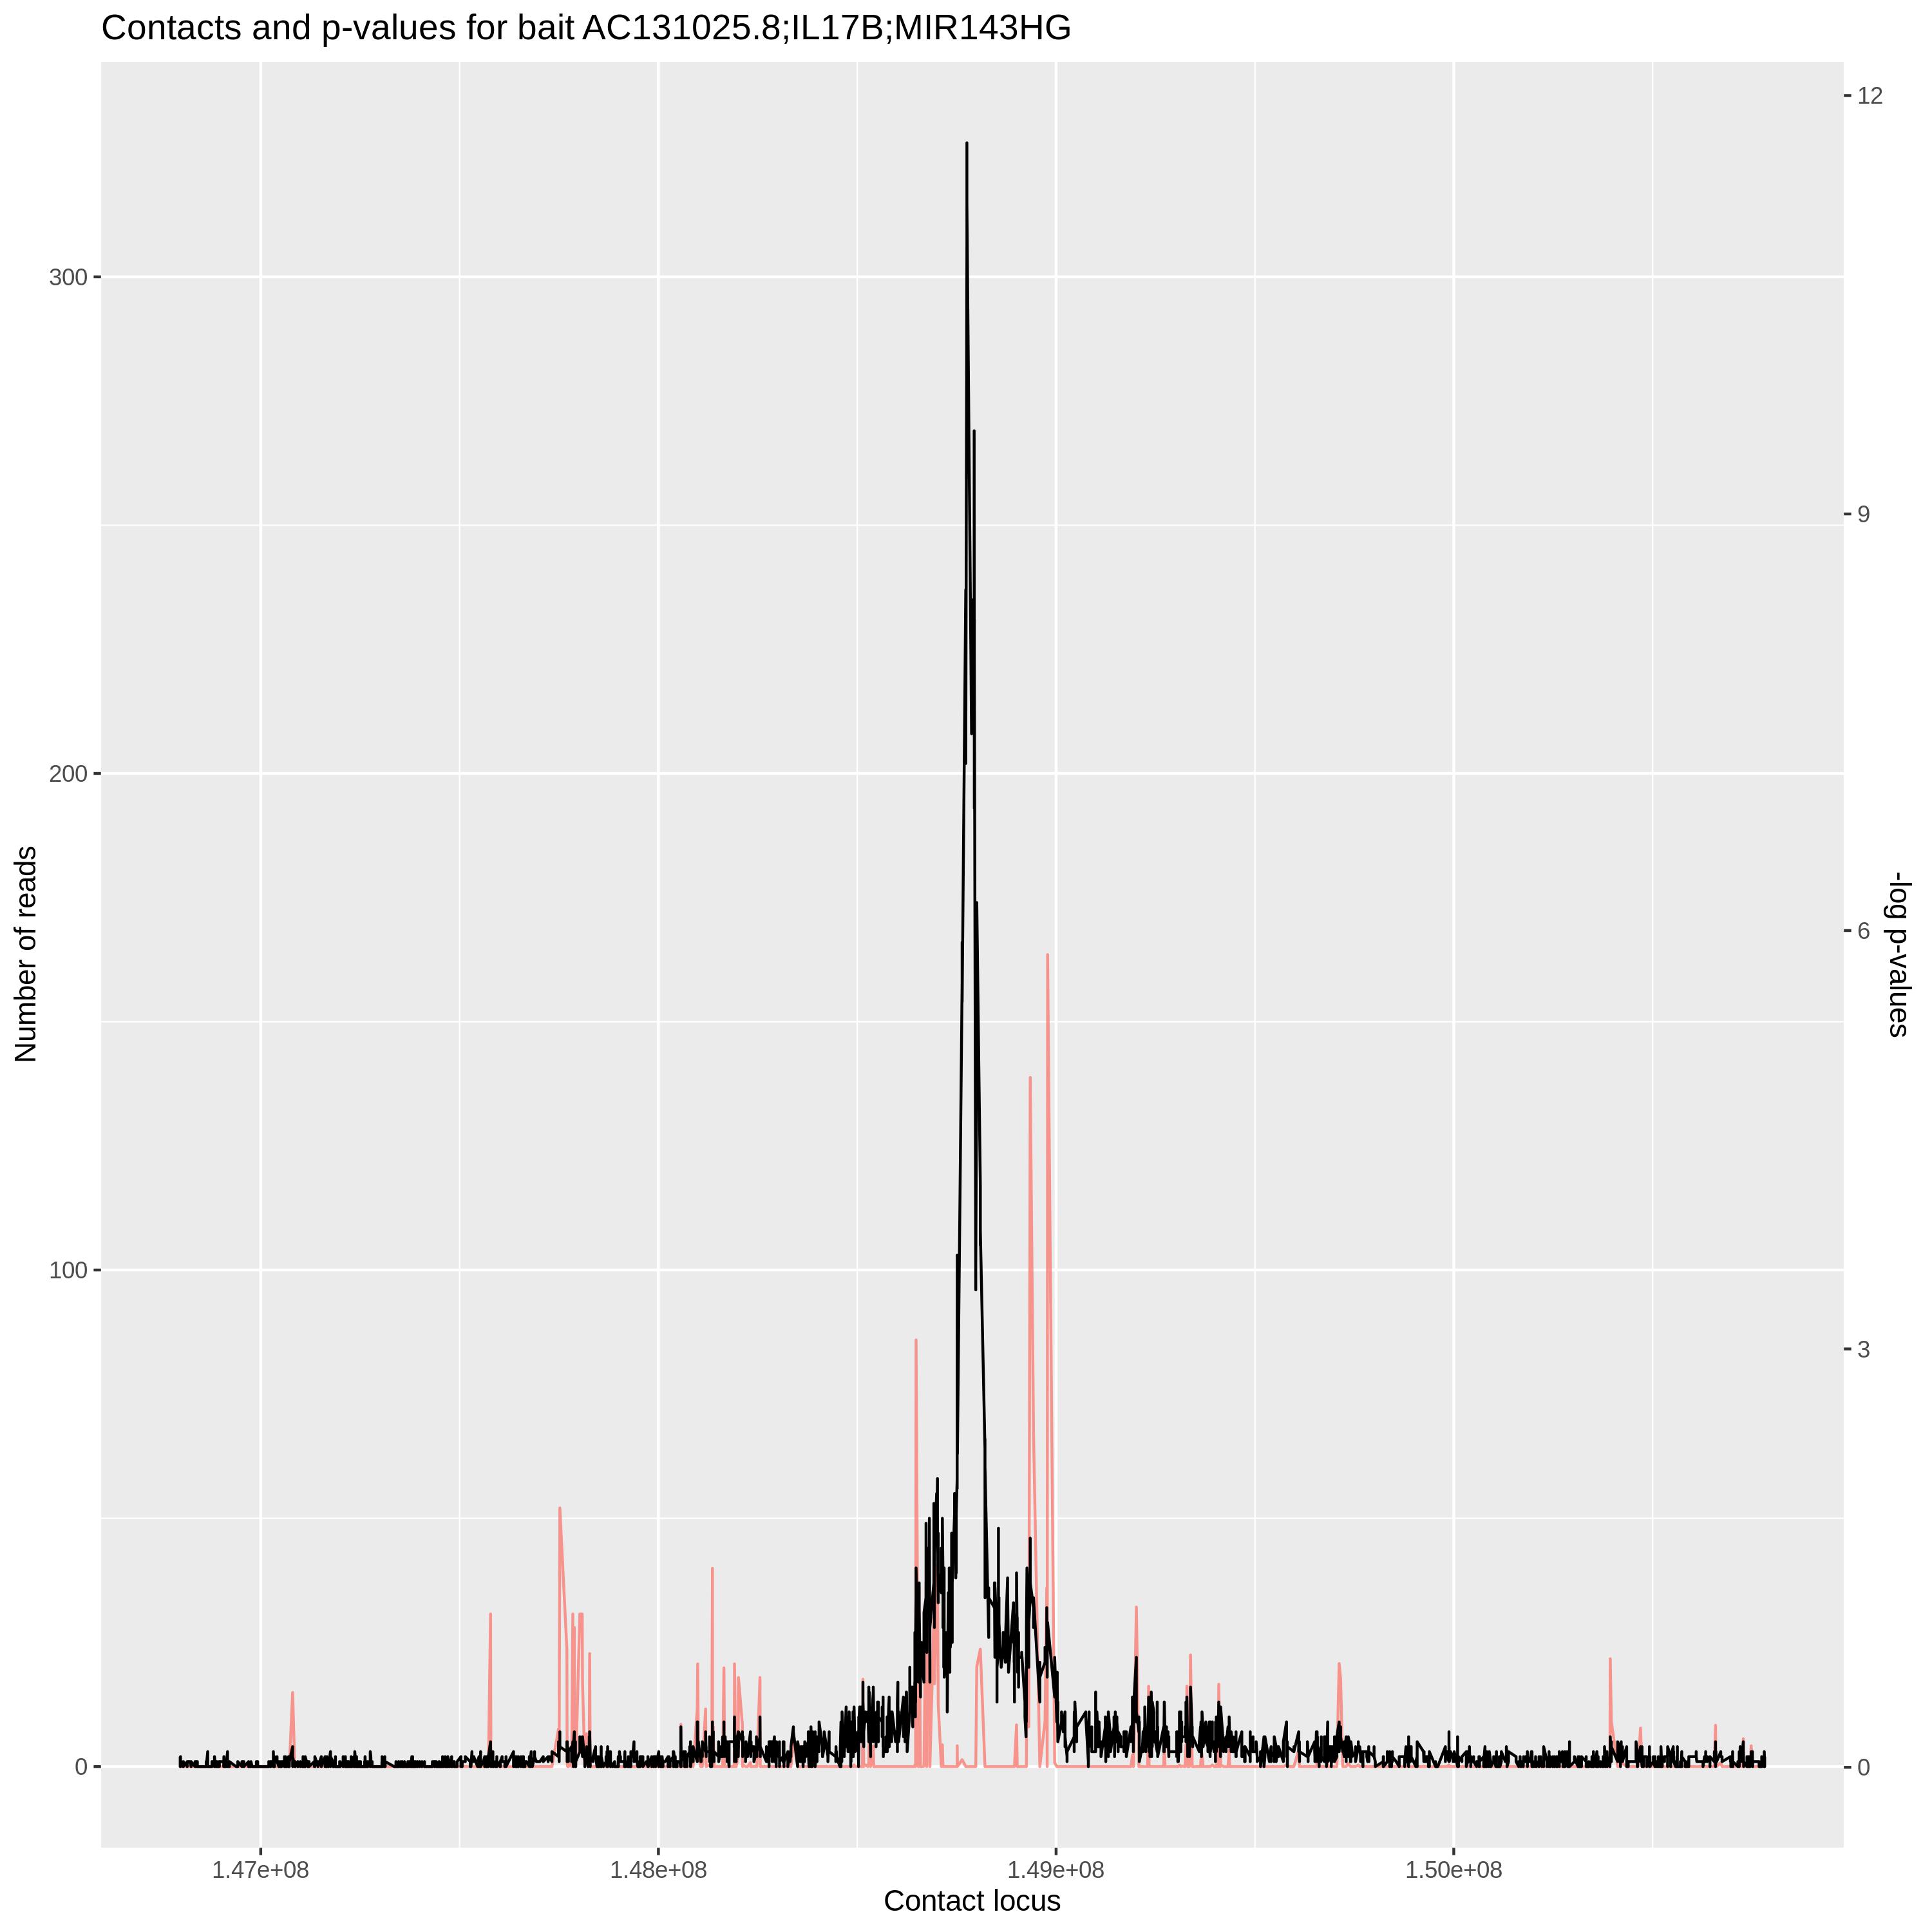 Contacts and p-values for bait AC131025.8;IL17B;MIR143HG
12
300
9
200
Number of reads
-log p-values
6
100
3
0
0
1.47e+08 1.48e+08 1.49e+08 1.50e+08
Contact locus